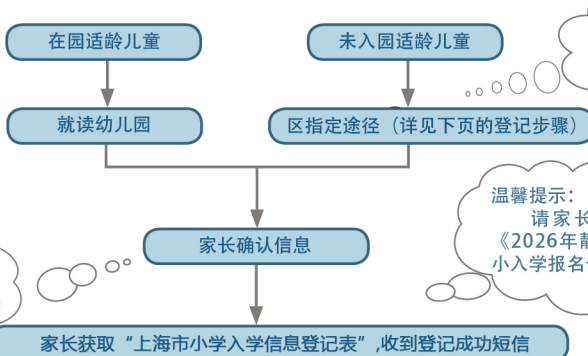 在园适龄儿童
未入园适龄儿童
就读幼儿园
区指定途径（详见下页的登记步骤）
温馨提示：
请家长
《2026年静
小入学报名
家长确认信息
家长获取“上海市小学入学信息登记表”,收到登记成功短信